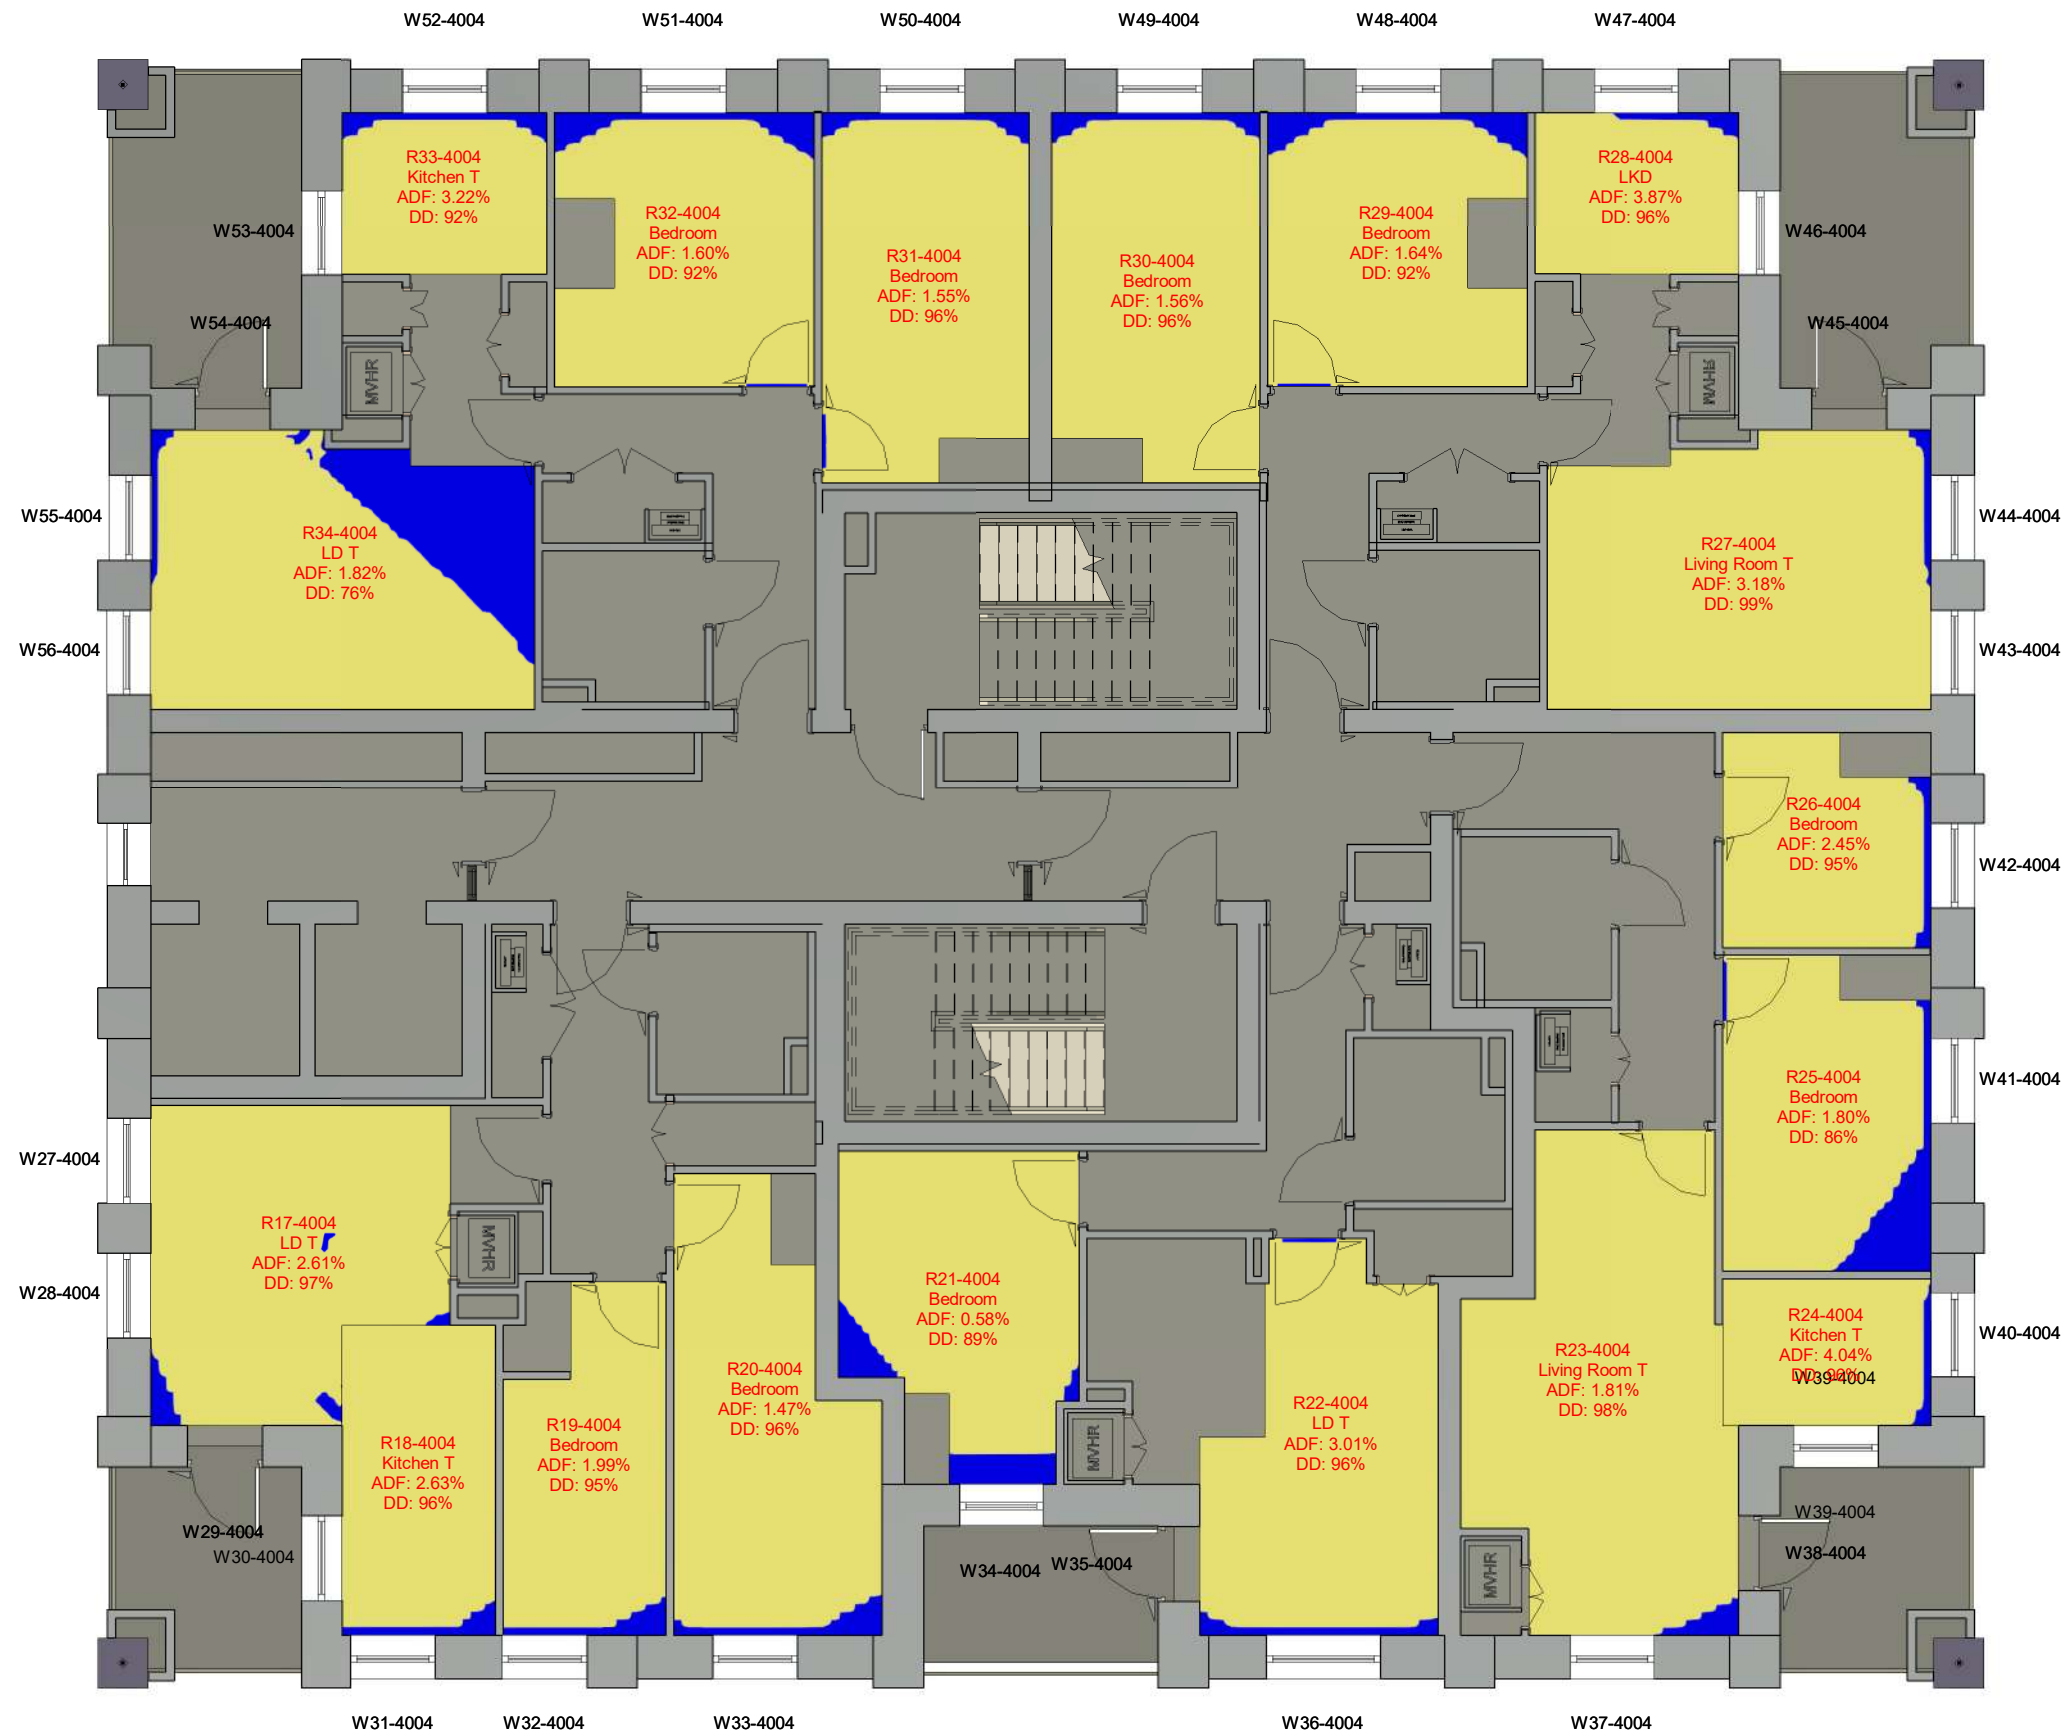 W52-4004
W51-4004
W50-4004
W49-4004
W48-4004
W47-4004
R33-4004
Kitchen T
ADF: 3.22%
DD: 92%
R32-4004
Bedroom
ADF: 1.60%
DD: 92%
R31-4004
Bedroom
ADF: 1.55%
DD: 96%
R30-4004
Bedroom
ADF: 1.56%
DD: 96%
R29-4004
Bedroom
ADF: 1.64%
DD: 92%
R28-4004
LKD
ADF: 3.87%
DD: 96%
W53-4004
W46-4004
W54-4004
W45-4004
MVHR
MVHR
W55-4004
R34-4004
LD T
ADF: 1.82%
DD: 76%
R27-4004
Living Room T
ADF: 3.18%
DD: 99%
W44-4004
W56-4004
W43-4004
R26-4004
Bedroom
ADF: 2.45%
DD: 95%
W42-4004
R25-4004
Bedroom
ADF: 1.80%
DD: 86%
W41-4004
W27-4004
R17-4004
LD T
ADF: 2.61%
DD: 97%
MVHR
W28-4004
R21-4004
Bedroom
ADF: 0.58%
DD: 89%
R24-4004
Kitchen T
ADF: 4.04%
W39-4004
W40-4004
R20-4004
Bedroom
ADF: 1.47%
DD: 96%
R23-4004
Living Room T
ADF: 1.81%
DD: 98%
R22-4004
LD T
ADF: 3.01%
DD: 96%
R19-4004
Bedroom
ADF: 1.99%
DD: 95%
R18-4004
Kitchen T
ADF: 2.63%
DD: 96%
MVHR
MVHR
W29-4004
W30-4004
W34-4004
W35-4004
W39-4004
W38-4004
W31-4004
W32-4004
W33-4004
W36-4004
W37-4004